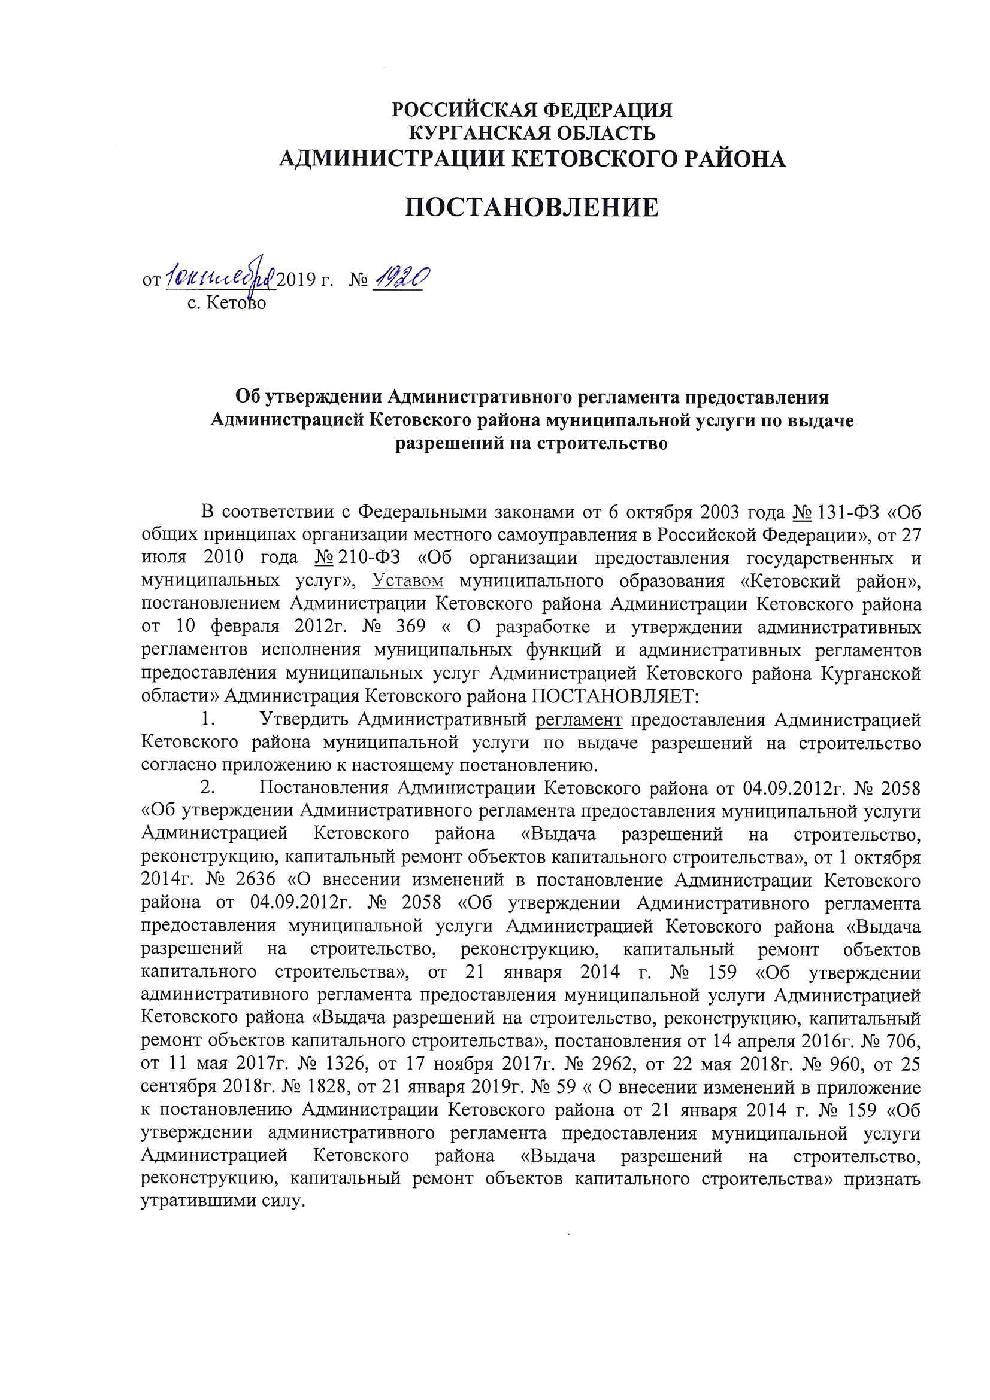 РОССИЙСКАЯ ФЕДЕРАЦИЯ
КУРГАНСКАЯ ОБЛАСТЬ
АДМИНИСТРАЦИИ КЕТОВСКОГО РАЙОНА
ПОСТАНОВЛЕНИЕ
от 1 октября 2019 г. № 1920
с. Кетово
Об утверждении Административного регламента предоставления
Администрацией Кетовского района муниципальной услуги по выдаче
разрешений на строительство
В соответствии с Федеральными законами от 6 октября 2003 года № 131-ФЗ «Об
общих принципах организации местного самоуправления в Российской Федерации», от 27
июля 2010 года № 210-ФЗ «Об организации предоставления государственных и
муниципальных услуг», Уставом муниципального образования «Кетовский район»,
постановлением Администрации Кетовского района Администрации Кетовского района
от 10 февраля 2012г. № 369 « О разработке и утверждении административных
регламентов исполнения муниципальных функций и административных регламентов
предоставления муниципальных услуг Администрацией Кетовского района Курганской
области» Администрация Кетовского района ПОСТАНОВЛЯЕТ:
1. Утвердить Административный регламент предоставления Администрацией
Кетовского района муниципальной услуги по выдаче разрешений на строительство
согласно приложению к настоящему постановлению.
2. Постановления Администрации Кетовского района от 04.09.2012г. № 2058
«Об утверждении Административного регламента предоставления муниципальной услуги
Администрацией Кетовского района «Выдача разрешений на строительство,
реконструкцию, капитальный ремонт объектов капитального строительства», от 1 октября
2014г. № 2636 «О внесении изменений в постановление Администрации Кетовского
района от 04.09.2012г. № 2058 «Об утверждении Административного регламента
предоставления муниципальной услуги Администрацией Кетовского района «Выдача
разрешений на строительство, реконструкцию, капитальный ремонт объектов
капитального строительства», от 21 января 2014 г. № 159 «Об утверждении
административного регламента предоставления муниципальной услуги Администрацией
Кетовского района «Выдача разрешений на строительство, реконструкцию, капитальный
ремонт объектов капитального строительства», постановления от 14 апреля 2016г. № 706,
от 11 мая 2017г. № 1326, от 17 ноября 2017г. № 2962, от 22 мая 2018г. № 960, от 25
сентября 2018г. № 1828, от 21 января 2019г. № 59 « О внесении изменений в приложение
к постановлению Администрации Кетовского района от 21 января 2014 г. № 159 «Об
утверждении административного регламента предоставления муниципальной услуги
Администрацией Кетовского района «Выдача разрешений на строительство,
реконструкцию, капитальный ремонт объектов капитального строительства» признать
утратившими силу.